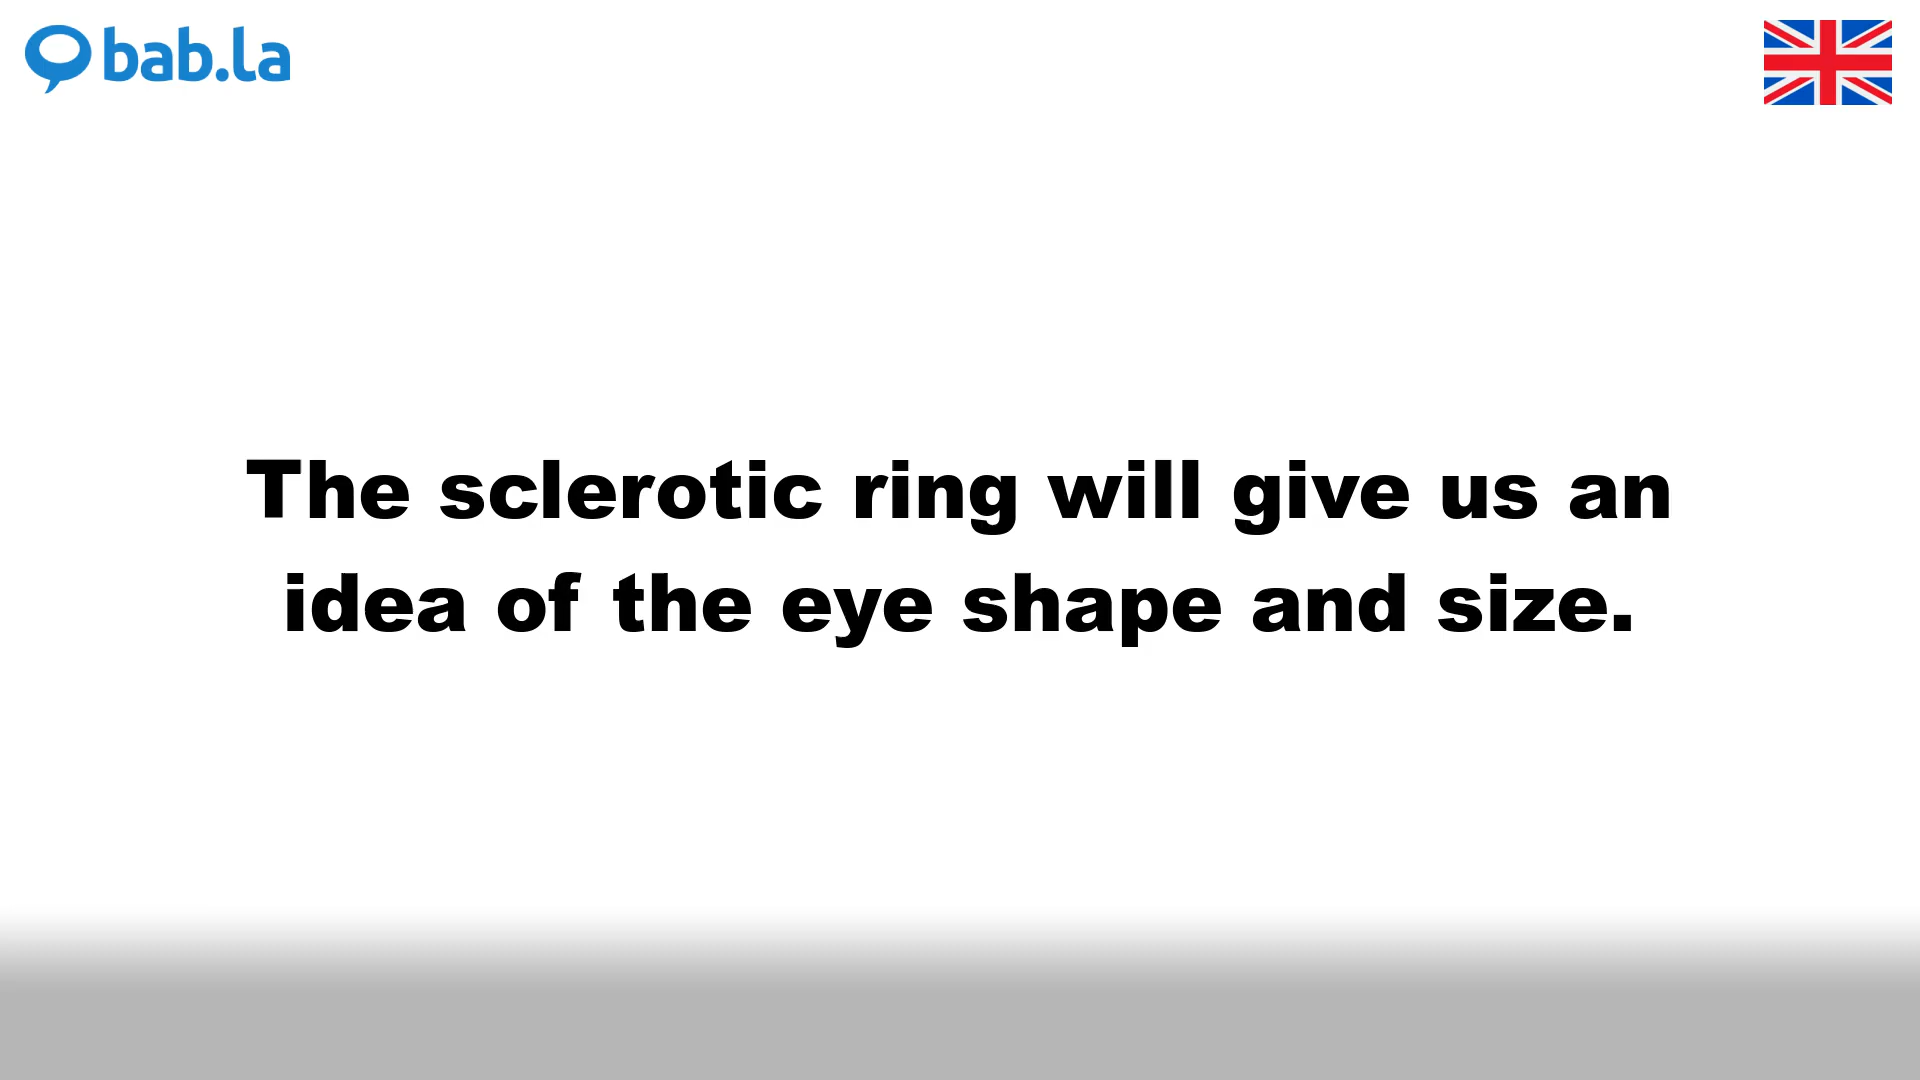 bab.la
The sclerotic ring will give us an
idea of the eye shape and size.